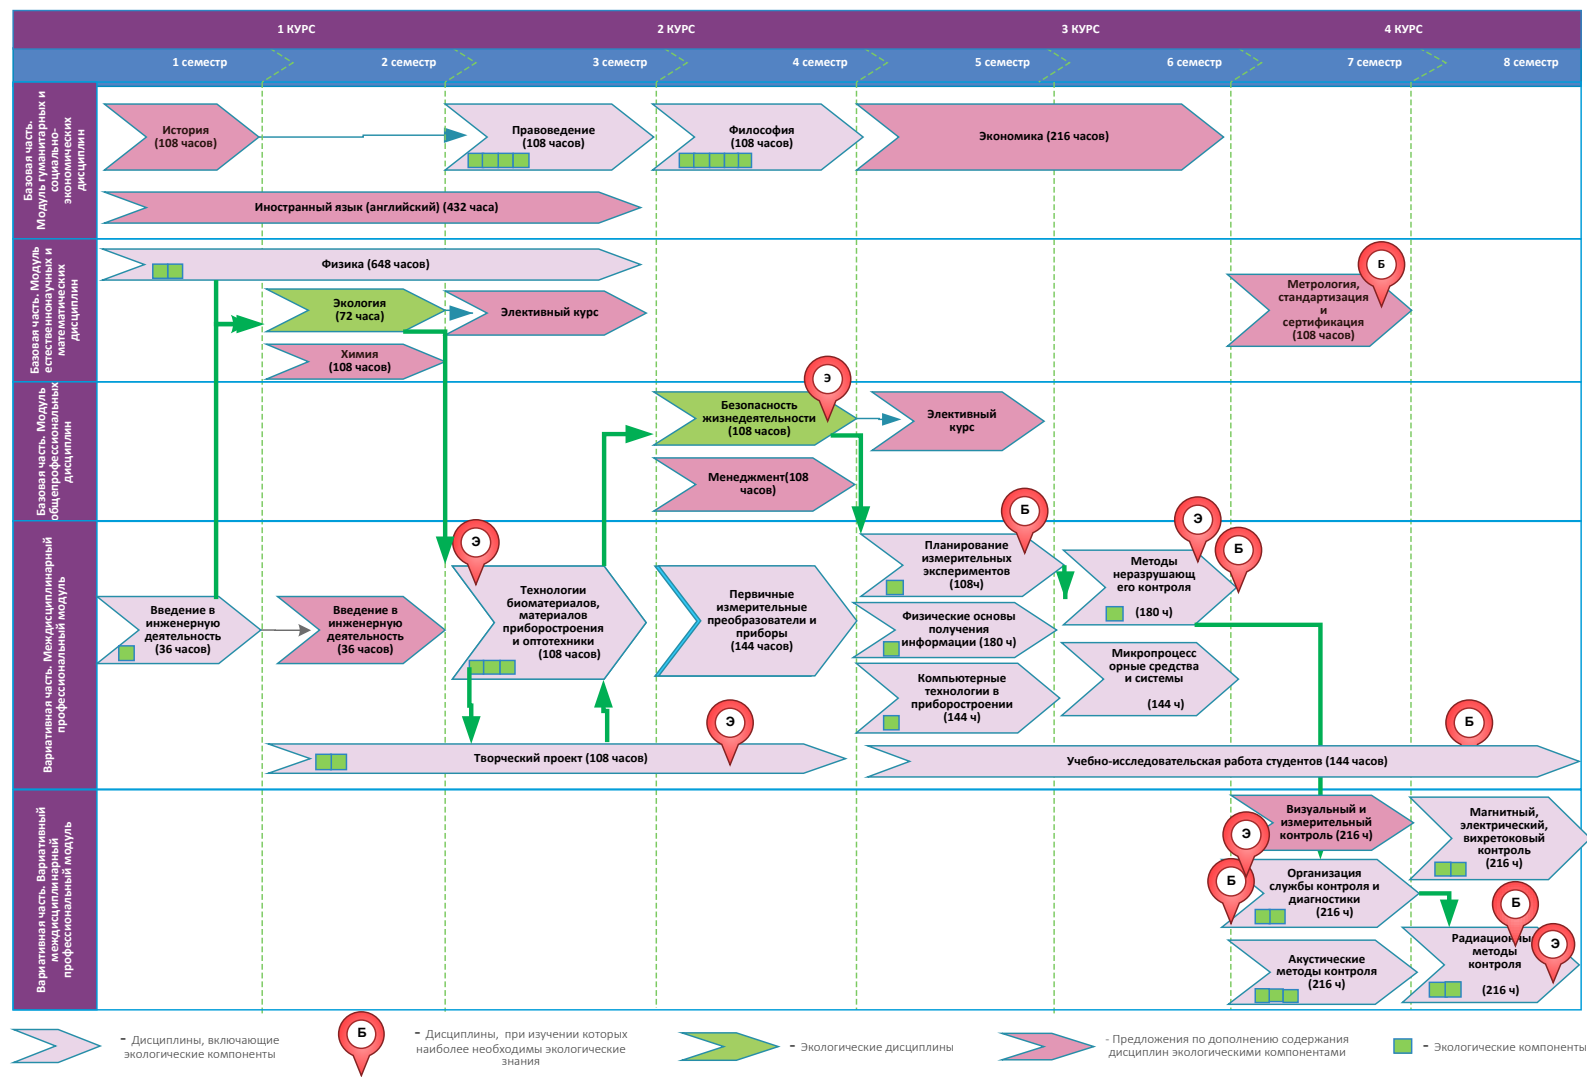 1 КУРС
2 КУРС
3 КУРС
4 КУРС
1 семестр
2 семестр
3 семестр
4 семестр
5 семестр
6 семестр
7 семестр
8 семестр
Базовая часть.
Модуль гуманитарных и
социально-
экономических
дисциплин
История
(108 часов)
Правоведение
(108 часов)
Философия
(108 часов)
Экономика (216 часов)
Иностранный язык (английский) (432 часа)
Базовая часть. Модуль
естественнонаучных и
математических
дисциплин
Физика (648 часов)
Экология
(72 часа)
Элективный курс
Химия
(108 часов)
Б
Метрология,
стандартизация
и
сертификация
(108 часов)
Базовая часть. Модуль
общепрофессиональных
дисциплин
Э
Безопасность
жизнедеятельности
(108 часов)
Элективный
курс
Менеджмент(108
часов)
Вариативная часть. Междисциплинарный
профессиональный модуль
Введение в
инженерную
деятельность
(36 часов)
Введение в
инженерную
деятельность
(36 часов)
Э
Технологии
биоматериалов,
материалов
приборостроения
и оптотехники
(108 часов)
Первичные
измерительные
преобразователи и
приборы
(144 часов)
Б
Планирование
измерительных
экспериментов
(108ч)
Физические основы
получения
информации (180 ч)
Компьютерные
технологии в
приборостроении
(144 ч)
Э
Б
Методы
неразрушающ
его контроля
(180 ч)
Микропроцесс
орные средства
и системы
(144 ч)
Э
Творческий проект (108 часов)
Б
Учебно-исследовательская работа студентов (144 часов)
Вариативная часть. Вариативный
междисциплинарный
профессиональный модуль
Визуальный и
измерительный
контроль (216 ч)
Магнитный,
электрический,
вихретоковый
контроль
(216 ч)
Э
Б
Организация
службы контроля и
диагностики
(216 ч)
Б
Э
Акустические
методы контроля
(216 ч)
Радиационны
методы
контроля
(216 ч)
- Дисциплины, включающие
экологические компоненты
Б
- Дисциплины, при изучении которых
наиболее необходимы экологические
знания
- Экологические дисциплины
- Предложения по дополнению содержания
дисциплин экологическими компонентами
- Экологические компоненты